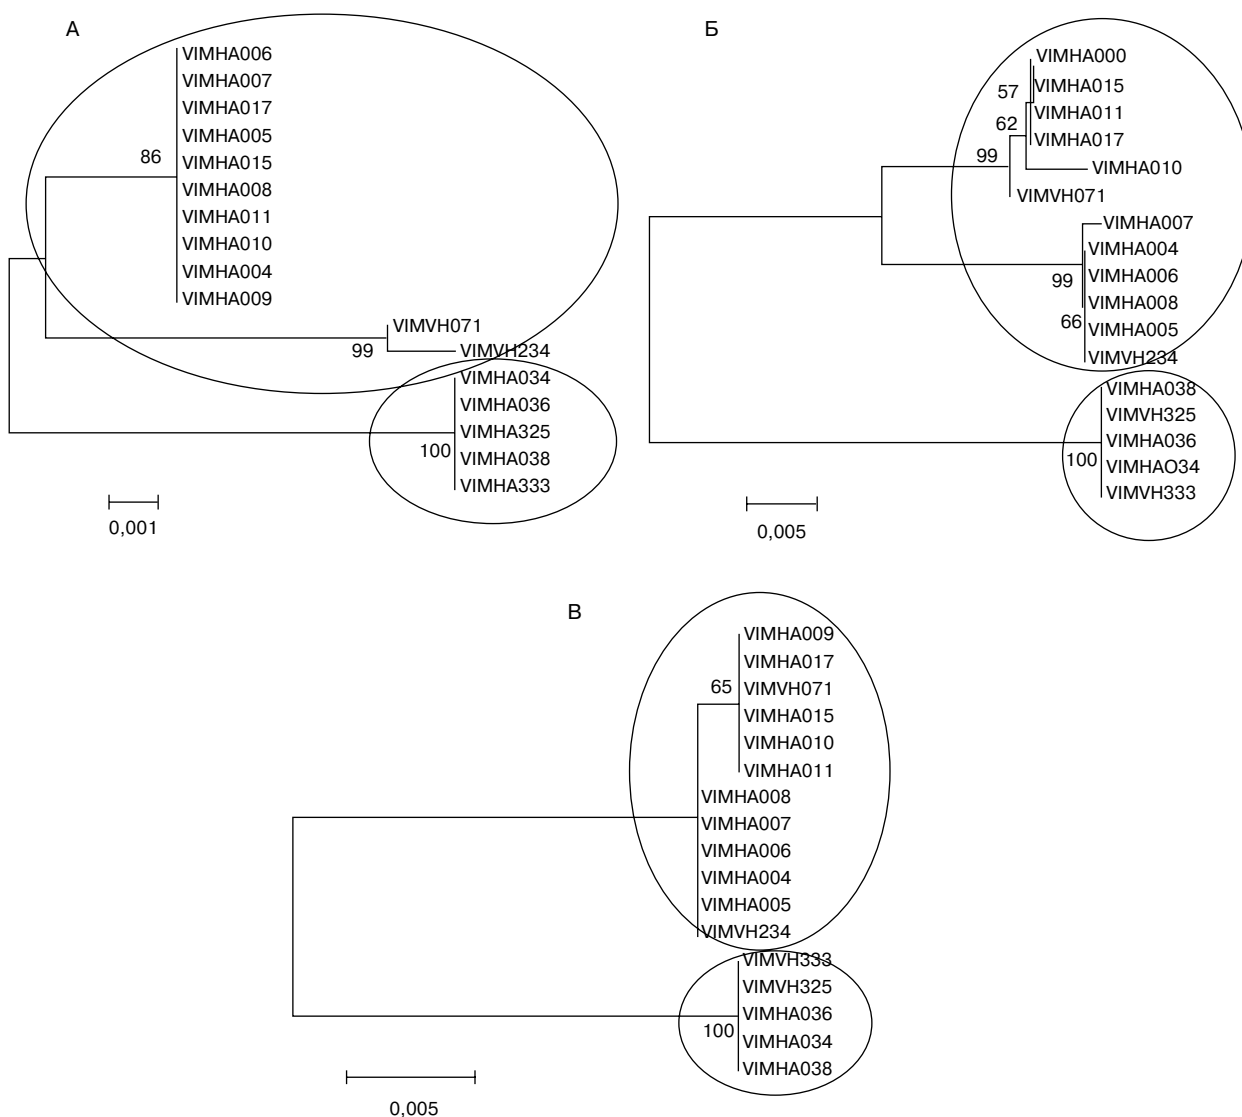 А
VIMHA006
VIMHA007
VIMHA017
VIMHA005
VIMHA015
86
VIMHA008
VIMHA011
VIMHA010
VIMHA004
VIMHA009
VIMVH071
99
VIMVH234
VIMHA034
VIMHA036
VIMHA325
100
VIMHA038
VIMHA333
0,001
Б
VIMHA000
57
VIMHA015
62
VIMHA011
VIMHA017
99
VIMHA010
VIMVH071
VIMHA007
VIMHA004
99
VIMHA006
VIMHA008
66
VIMHA005
VIMVH234
VIMHA038
VIMVH325
VIMHA036
100
VIMHAO34
VIMVH333
0,005
В
VIMHA009
VIMHA017
65
VIMVH071
VIMHA015
VIMHA010
VIMHA011
VIMHA008
VIMHA007
VIMHA006
VIMHA004
VIMHA005
VIMVH234
VIMVH333
VIMVH325
VIMHA036
100
VIMHA034
VIMHA038
0,005